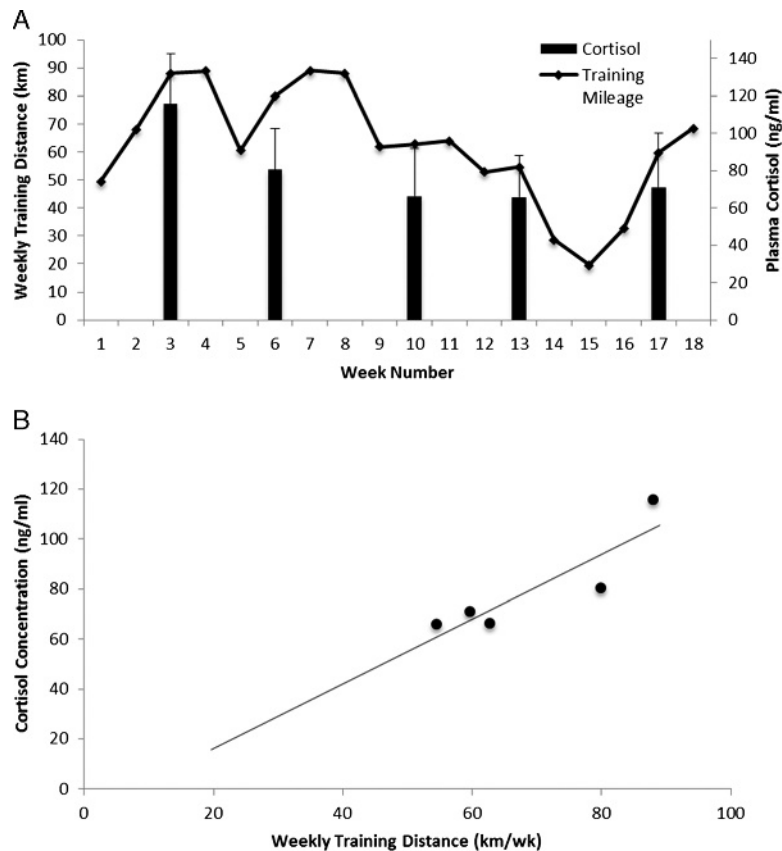 A
100
90
80
70
60
50
40
30
20
10
0
Weekly Training Distance (km)
Cortisol
Training
Mileage
140
120
100
80
60
40
20
0
Plasma Cortisol (ng/ml)
1 2 3 4 5 6 7 8 9 10 11 12 13 14 15 16 17 18
Week Number
B
140
120
100
80
60
40
20
0
Cortisol Concentration (ng/ml)
0 20 40 60 80 100
Weekly Training Distance (km/wk)